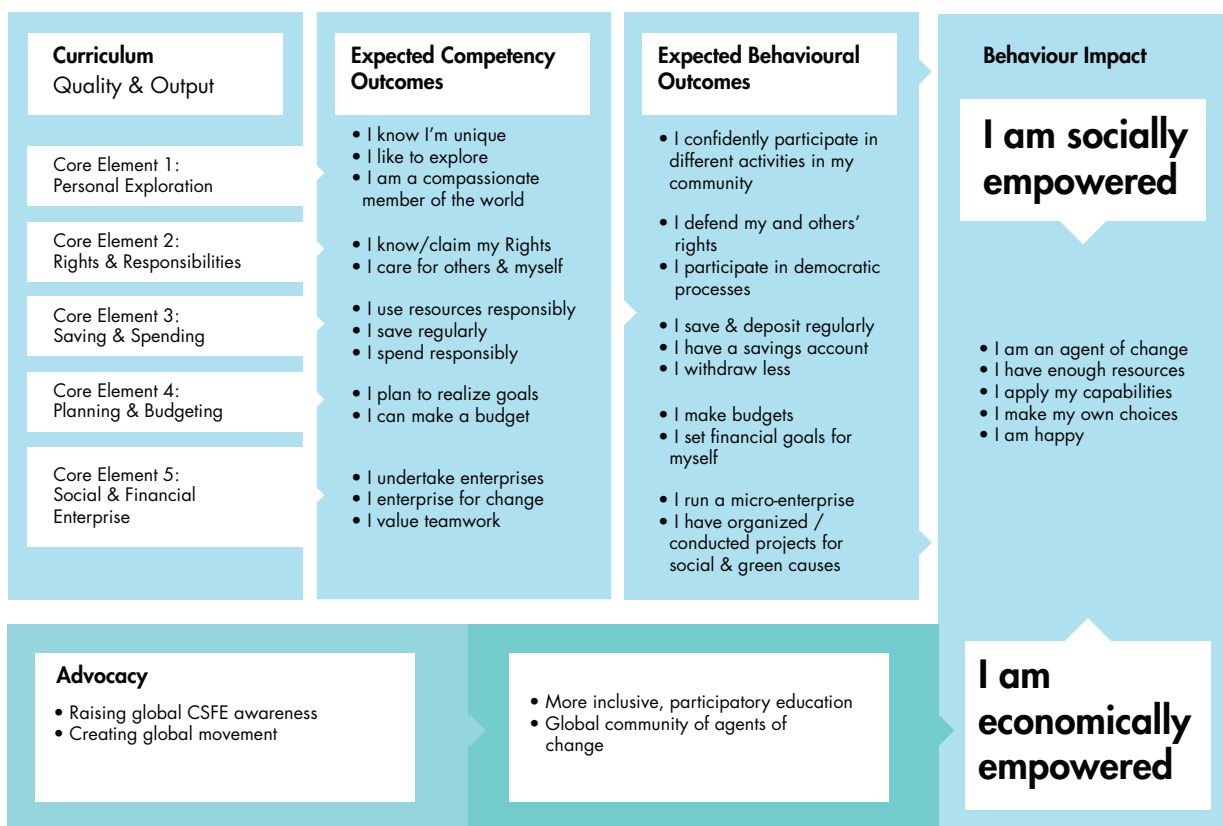 Curriculum
Quality & Output
Core Element 1:
Personal Exploration
Core Element 2:
Rights & Responsibilities
Core Element 3:
Saving & Spending
Core Element 4:
Planning & Budgeting
Core Element 5:
Social & Financial
Enterprise
Expected Competency
Outcomes
• I know I’m unique
• I like to explore
• I am a compassionate
member of the world
• I know/claim my Rights
• I care for others & myself
• I use resources responsibly
• I save regularly
• I spend responsibly
• I plan to realize goals
• I can make a budget
• I undertake enterprises
• I enterprise for change
• I value teamwork
Expected Behavioural
Outcomes
• I confidently participate in
different activities in my
community
• I defend my and others’
rights
• I participate in democratic
processes
• I save & deposit regularly
• I have a savings account
• I withdraw less
• I make budgets
• I set financial goals for
myself
• I run a micro-enterprise
• I have organized /
conducted projects for
social & green causes
Behaviour Impact
I am socially
empowered
• I am an agent of change
• I have enough resources
• I apply my capabilities
• I make my own choices
• I am happy
I am
economically
empowered
Advocacy
• Raising global CSFE awareness
• Creating global movement
• More inclusive, participatory education
• Global community of agents of
change